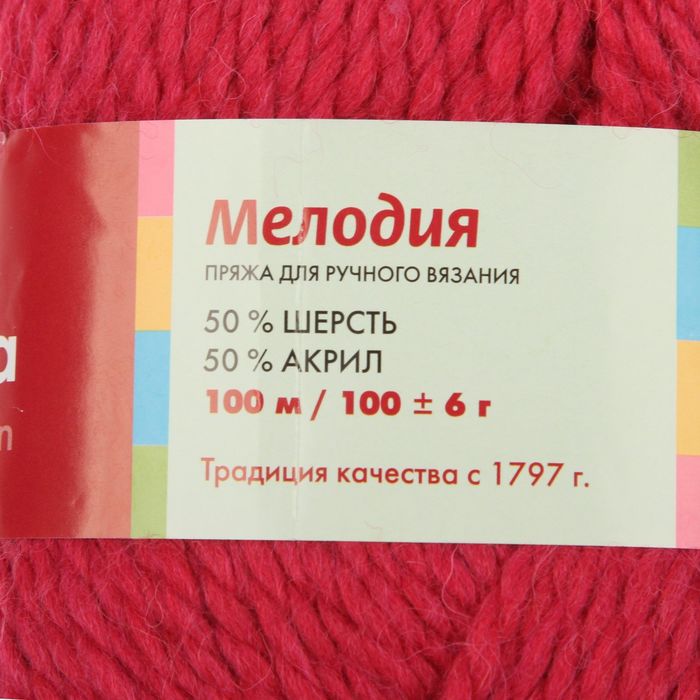 Мелодия
ПРЯЖА ДЛЯ РУЧНОГО ВЯЗАНИЯ
50 % ШЕРСТЬ
50 % АКРИЛ
100 м / 100 ± 6 г
Традиция качества с 1797 г.